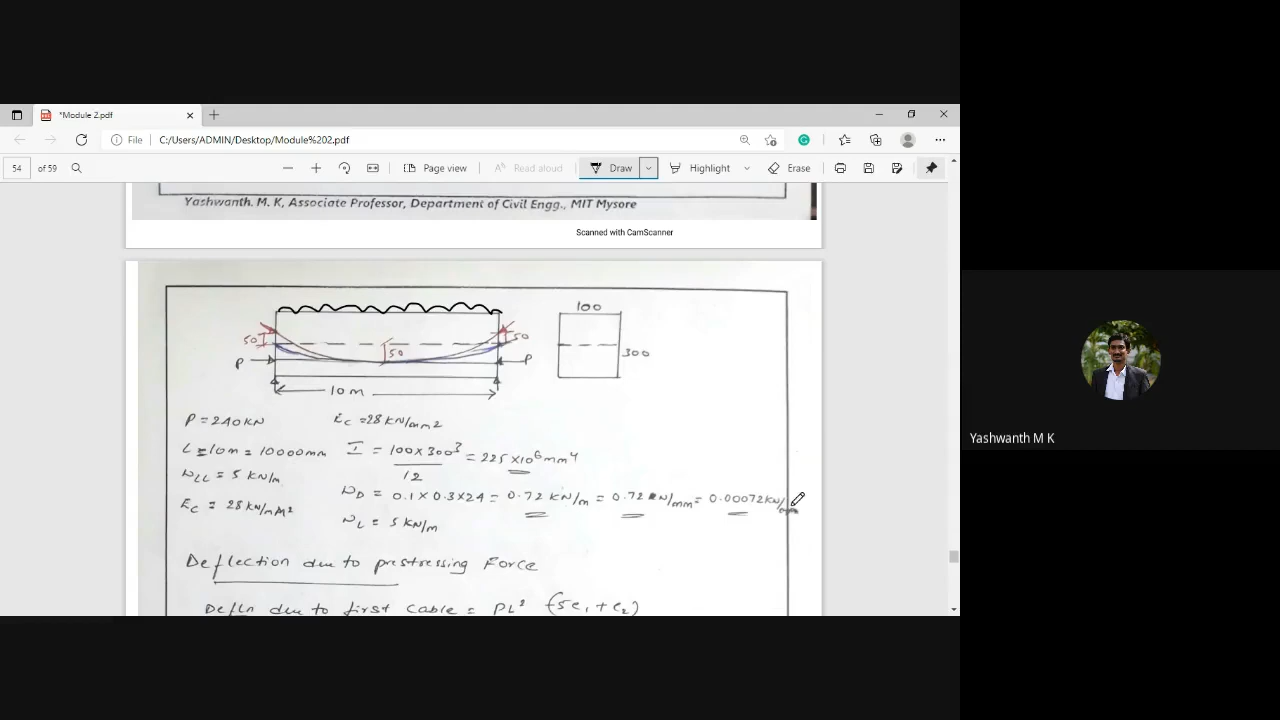 *Module 2.pdf
File
C:/Users/ADMIN/Desktop/Module%202.pdf
54 of 59
Page view
Read aloud
Draw
Highlight
Erase
Yashwanth. M. K, Associate Professor, Department of Civil Engg., MIT Mysore
Scanned with CamScanner
100
50
50
50
300
P
P
10 m
P = 240 KN
Ec = 28 KN/mm2
L = 10m = 10000mm
I = 100 x 300³ / 12 = 225 x 10⁶ mm⁴
WLL = 5 KN/m
WD = 0.1 x 0.3 x 24 = 0.72 KN/m = 0.72 N/mm = 0.00072 KN/mm
Ec = 28 KN/mm²
WL = 5 KN/m
Deflection due to prestressing Force
Defln due to first cable = PL² (5e1 + e2)
Yashwanth M K